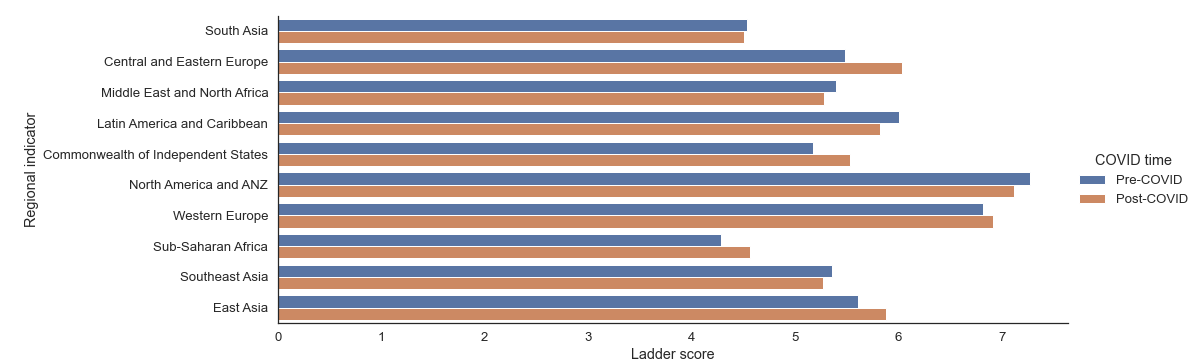 South Asia
Central and Eastern Europe
Middle East and North Africa
Latin America and Caribbean
Commonwealth of Independent States
North America and ANZ
Western Europe
Sub-Saharan Africa
Southeast Asia
East Asia
Regional indicator
0 1 2 3 4 5 6 7
Ladder score
COVID time
Pre-COVID
Post-COVID